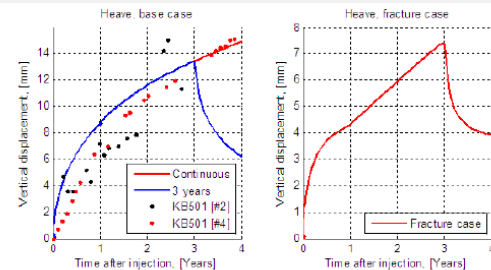 Heave, base case
Vertical displacement, [mm]
14
12
10
8
6
4
2
0
0 1 2 3 4
Time after injection, [Years]
Continuous
3 years
KB501 [#2]
KB501 [#4]
Heave, fracture case
Vertical displacement, [mm]
8
7
6
5
4
3
2
1
0
0 1 2 3 4
Time after injection, [Years]
Fracture case